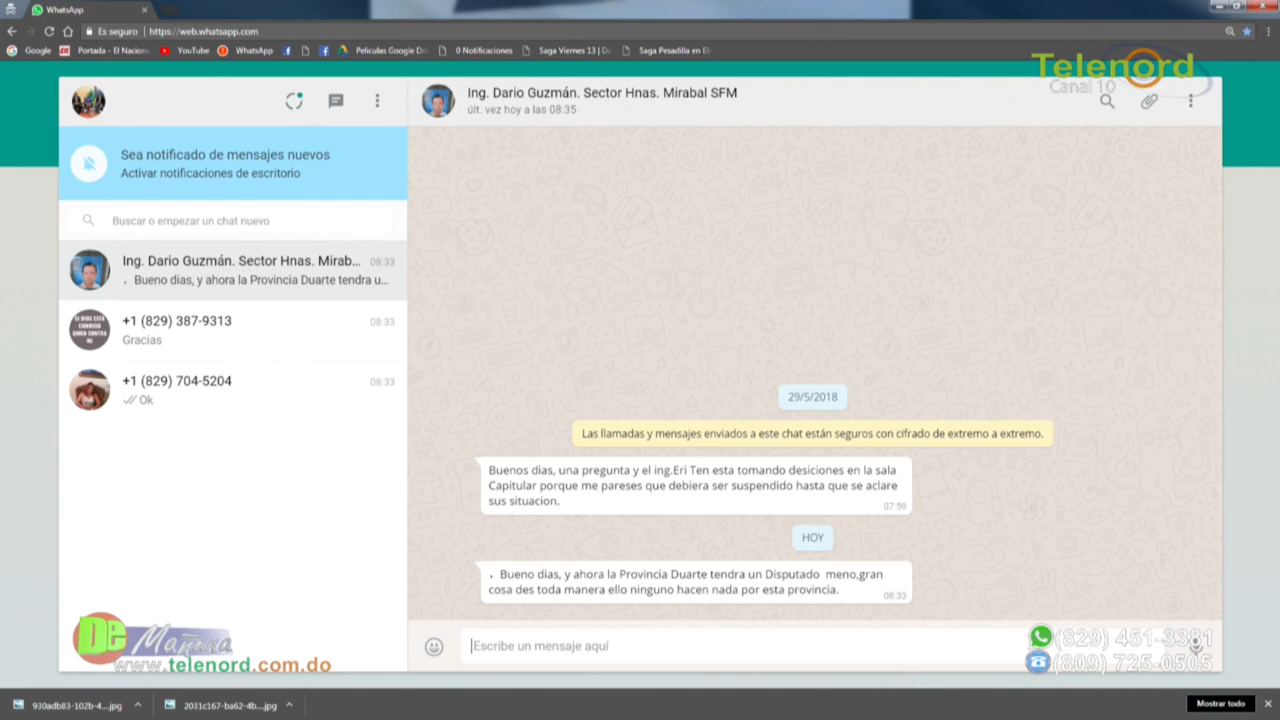 WhatsApp
Es seguro | https://web.whatsapp.com
Google
Portada - El Naciona
YouTube
WhatsApp
Peliculas Google Dri
0 Notificaciones
Saga Viernes 13 | De
Saga Pesadilla en El
Telenord
Canal 10
Ing. Dario Guzmán. Sector Hnas. Mirabal SFM
últ. vez hoy a las 08:35
Sea notificado de mensajes nuevos
Activar notificaciones de escritorio
Buscar o empezar un chat nuevo
Ing. Dario Guzmán. Sector Hnas. Mirab... 08:33
. Bueno dias, y ahora la Provincia Duarte tendra u...
SI DIOS ESTA
CONMIGO
QUIEN CONTRA
MI
+1 (829) 387-9313 08:33
Gracias
+1 (829) 704-5204 08:33
Ok
29/5/2018
Las llamadas y mensajes enviados a este chat están seguros con cifrado de extremo a extremo.
Buenos dias, una pregunta y el ing.Eri Ten esta tomando desiciones en la sala
Capitular porque me pareses que debiera ser suspendido hasta que se aclare
sus situacion.
07:59
HOY
. Bueno dias, y ahora la Provincia Duarte tendra un Disputado meno,gran
cosa des toda manera ello ninguno hacen nada por esta provincia.
08:33
Escribe un mensaje aquí
De Mañana
www.telenord.com.do
(829) 451-3381
(809) 725-0505
930adb83-102b-4....jpg
2031c167-ba62-4b....jpg
Mostrar todo